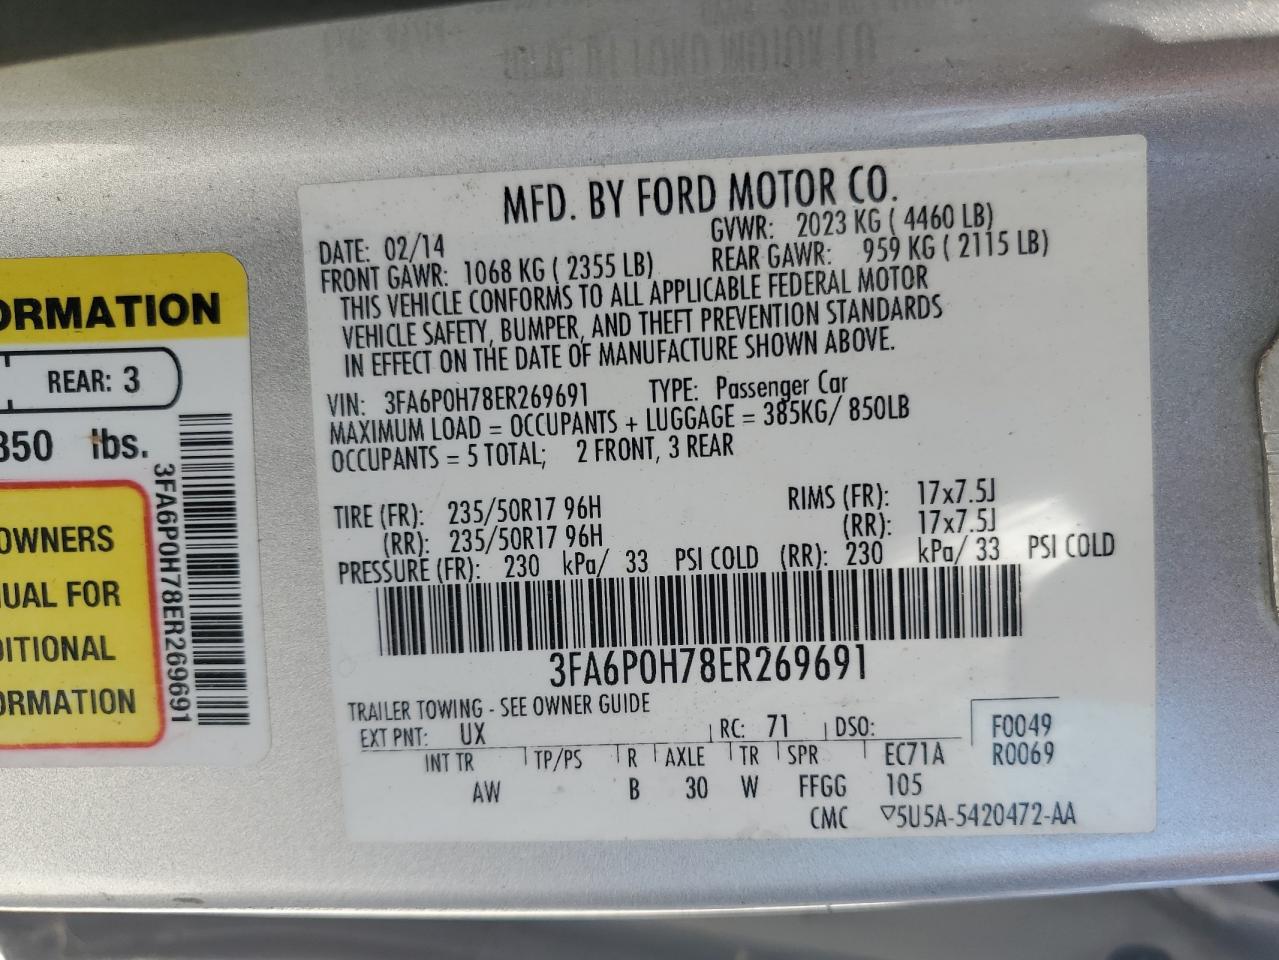 MFD. BY FORD MOTOR CO.
DATE: 02/14 GVWR: 2023 KG ( 4460 LB)
FRONT GAWR: 1068 KG ( 2355 LB) REAR GAWR: 959 KG ( 2115 LB)
THIS VEHICLE CONFORMS TO ALL APPLICABLE FEDERAL MOTOR
VEHICLE SAFETY, BUMPER, AND THEFT PREVENTION STANDARDS
IN EFFECT ON THE DATE OF MANUFACTURE SHOWN ABOVE.
VIN: 3FA6P0H78ER269691 TYPE: Passenger Car
MAXIMUM LOAD = OCCUPANTS + LUGGAGE = 385KG/ 850LB
OCCUPANTS = 5 TOTAL; 2 FRONT, 3 REAR
TIRE (FR): 235/50R17 96H RIMS (FR): 17x7.5J
(RR): 235/50R17 96H (RR): 17x7.5J
PRESSURE (FR): 230 kPa/ 33 PSI COLD (RR): 230 kPa/ 33 PSI COLD
3FA6P0H78ER269691
TRAILER TOWING - SEE OWNER GUIDE
EXT PNT: UX RC: 71 DSO: F0049
INT TR TP/PS R AXLE TR SPR EC71A R0069
AW B 30 W FFGG 105
CMC ▽5U5A-5420472-AA
ORMATION
REAR: 3
850 lbs.
3FA6P0H78ER269691
OWNERS
UAL FOR
DITIONAL
ORMATION